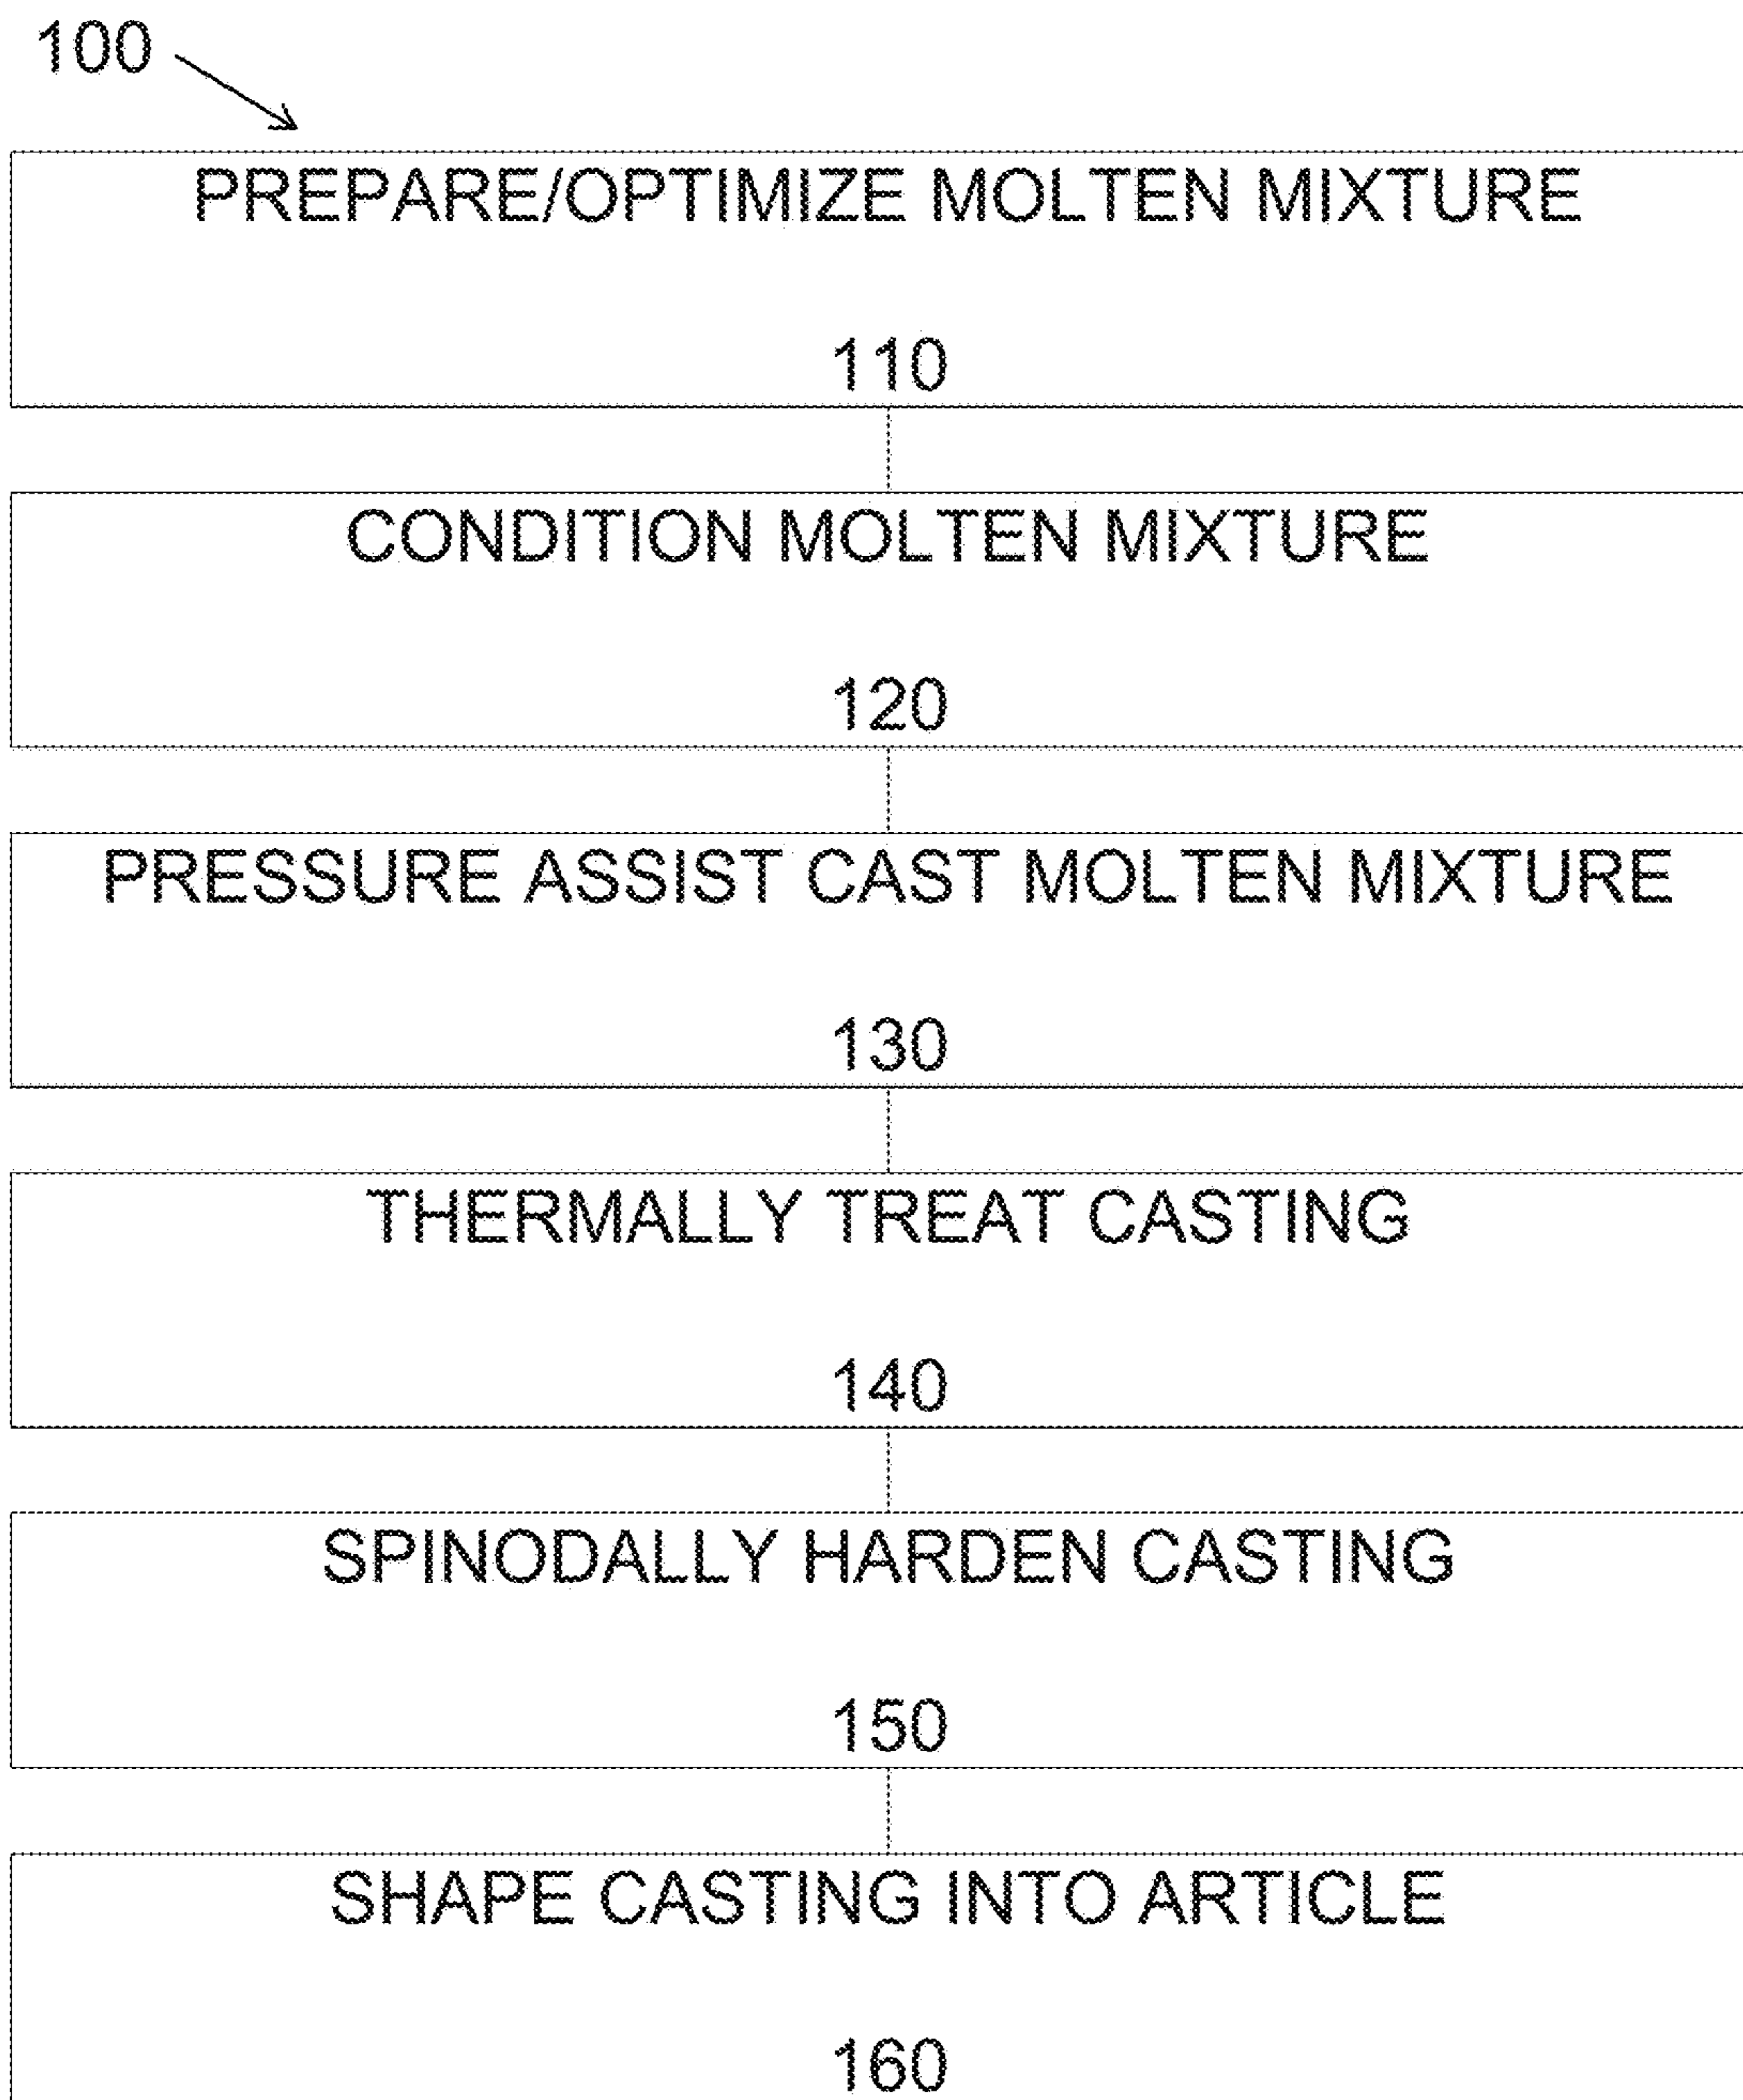 100
PREPARE/OPTIMIZE MOLTEN MIXTURE
110
CONDITION MOLTEN MIXTURE
120
PRESSURE ASSIST CAST MOLTEN MIXTURE
130
THERMALLY TREAT CASTING
140
SPINODALLY HARDEN CASTING
150
SHAPE CASTING INTO ARTICLE
160